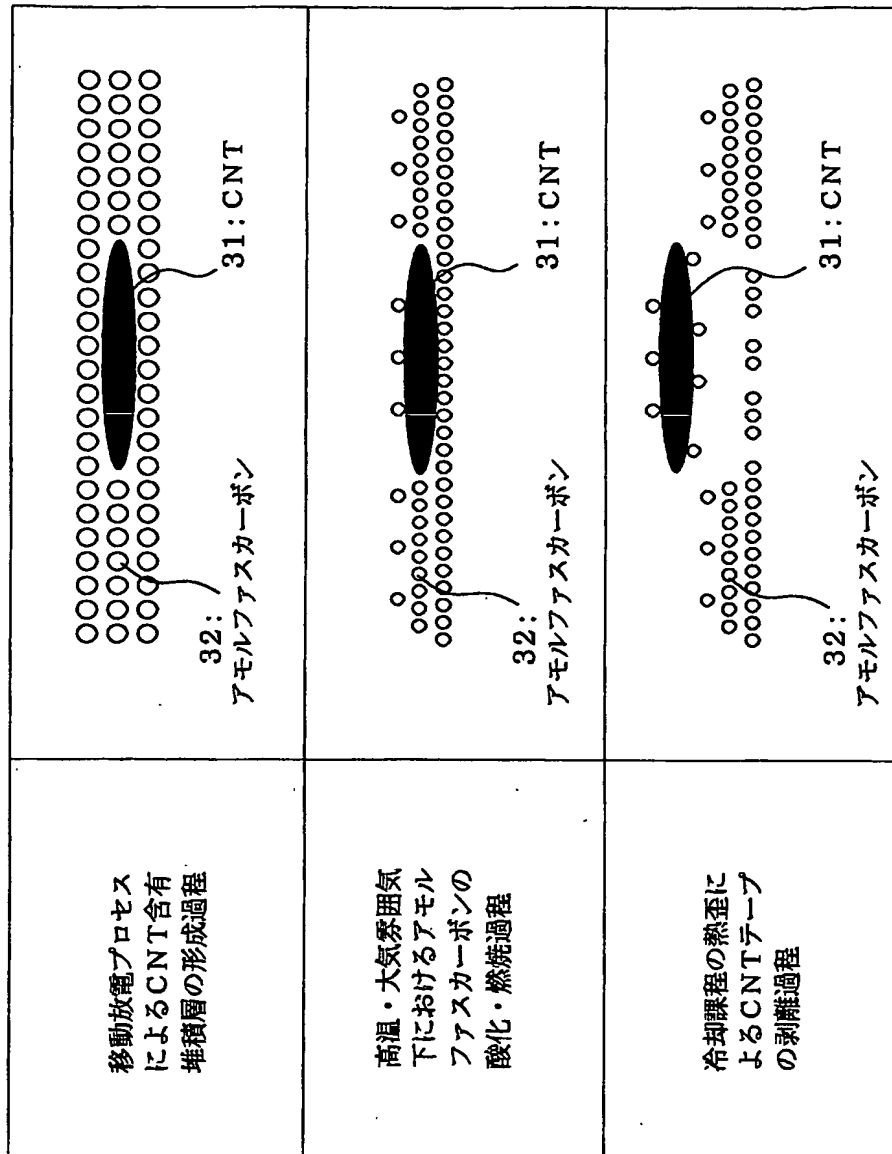 移動放電プロセス
によるCNT含有
堆積層の形成過程
32:
アモルファスカーボン
31:CNT
高温・大気雰囲気
下におけるアモル
ファスカーボンの
酸化・燃焼過程
32:
アモルファスカーボン
31:CNT
冷却課程の熱歪に
よるCNTテープ
の剥離過程
32:
アモルファスカーボン
31:CNT